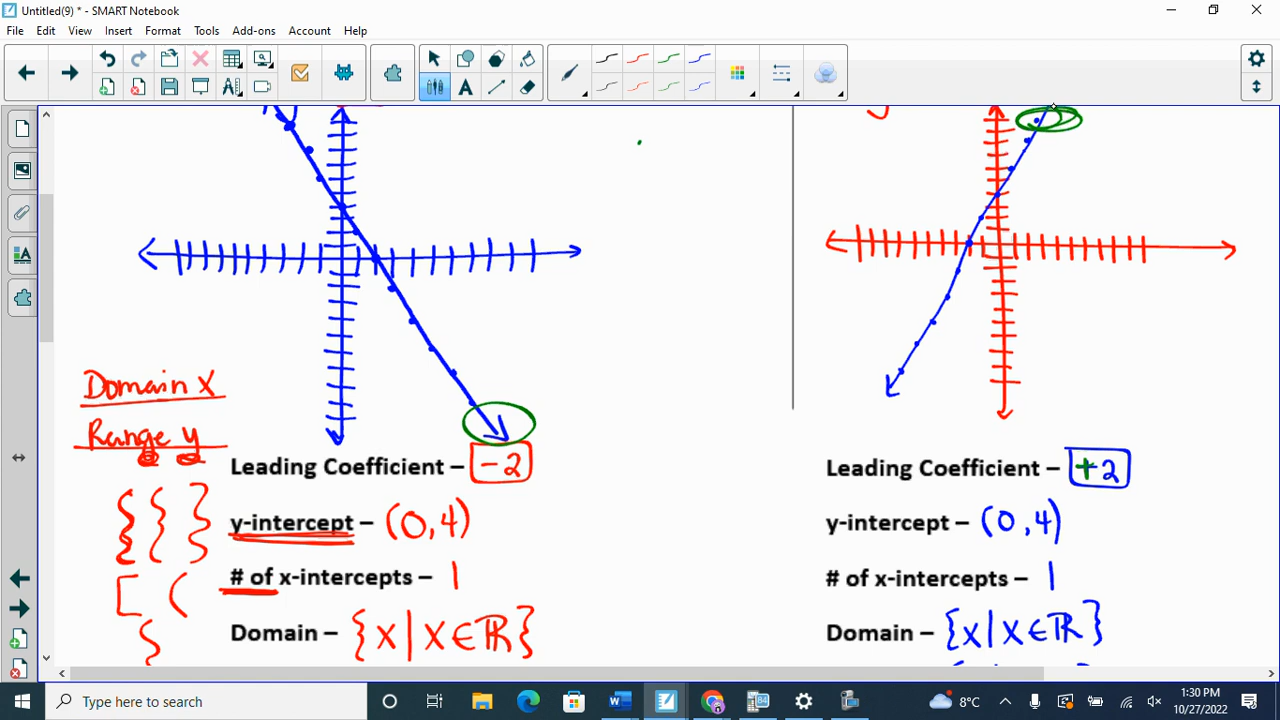 Untitled(9) * - SMART Notebook
File Edit View Insert Format Tools Add-ons Account Help
Domain X
Range y
{ { }
[ (
{
Leading Coefficient – -2
y-intercept – (0,4)
# of x-intercepts – 1
Domain – {x|x∈ℝ}
y
Leading Coefficient – +2
y-intercept – (0,4)
# of x-intercepts – 1
Domain – {x|x∈ℝ}
Type here to search
8°C
1:30 PM
10/27/2022